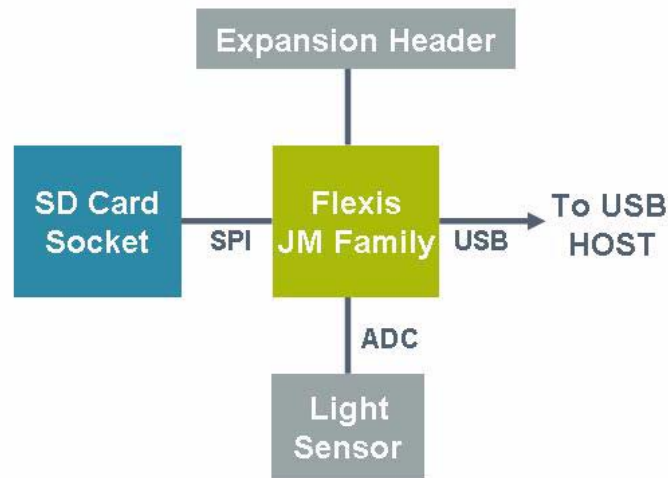 Expansion Header
SD Card
Socket
SPI
Flexis
JM Family
USB
To USB
HOST
ADC
Light
Sensor